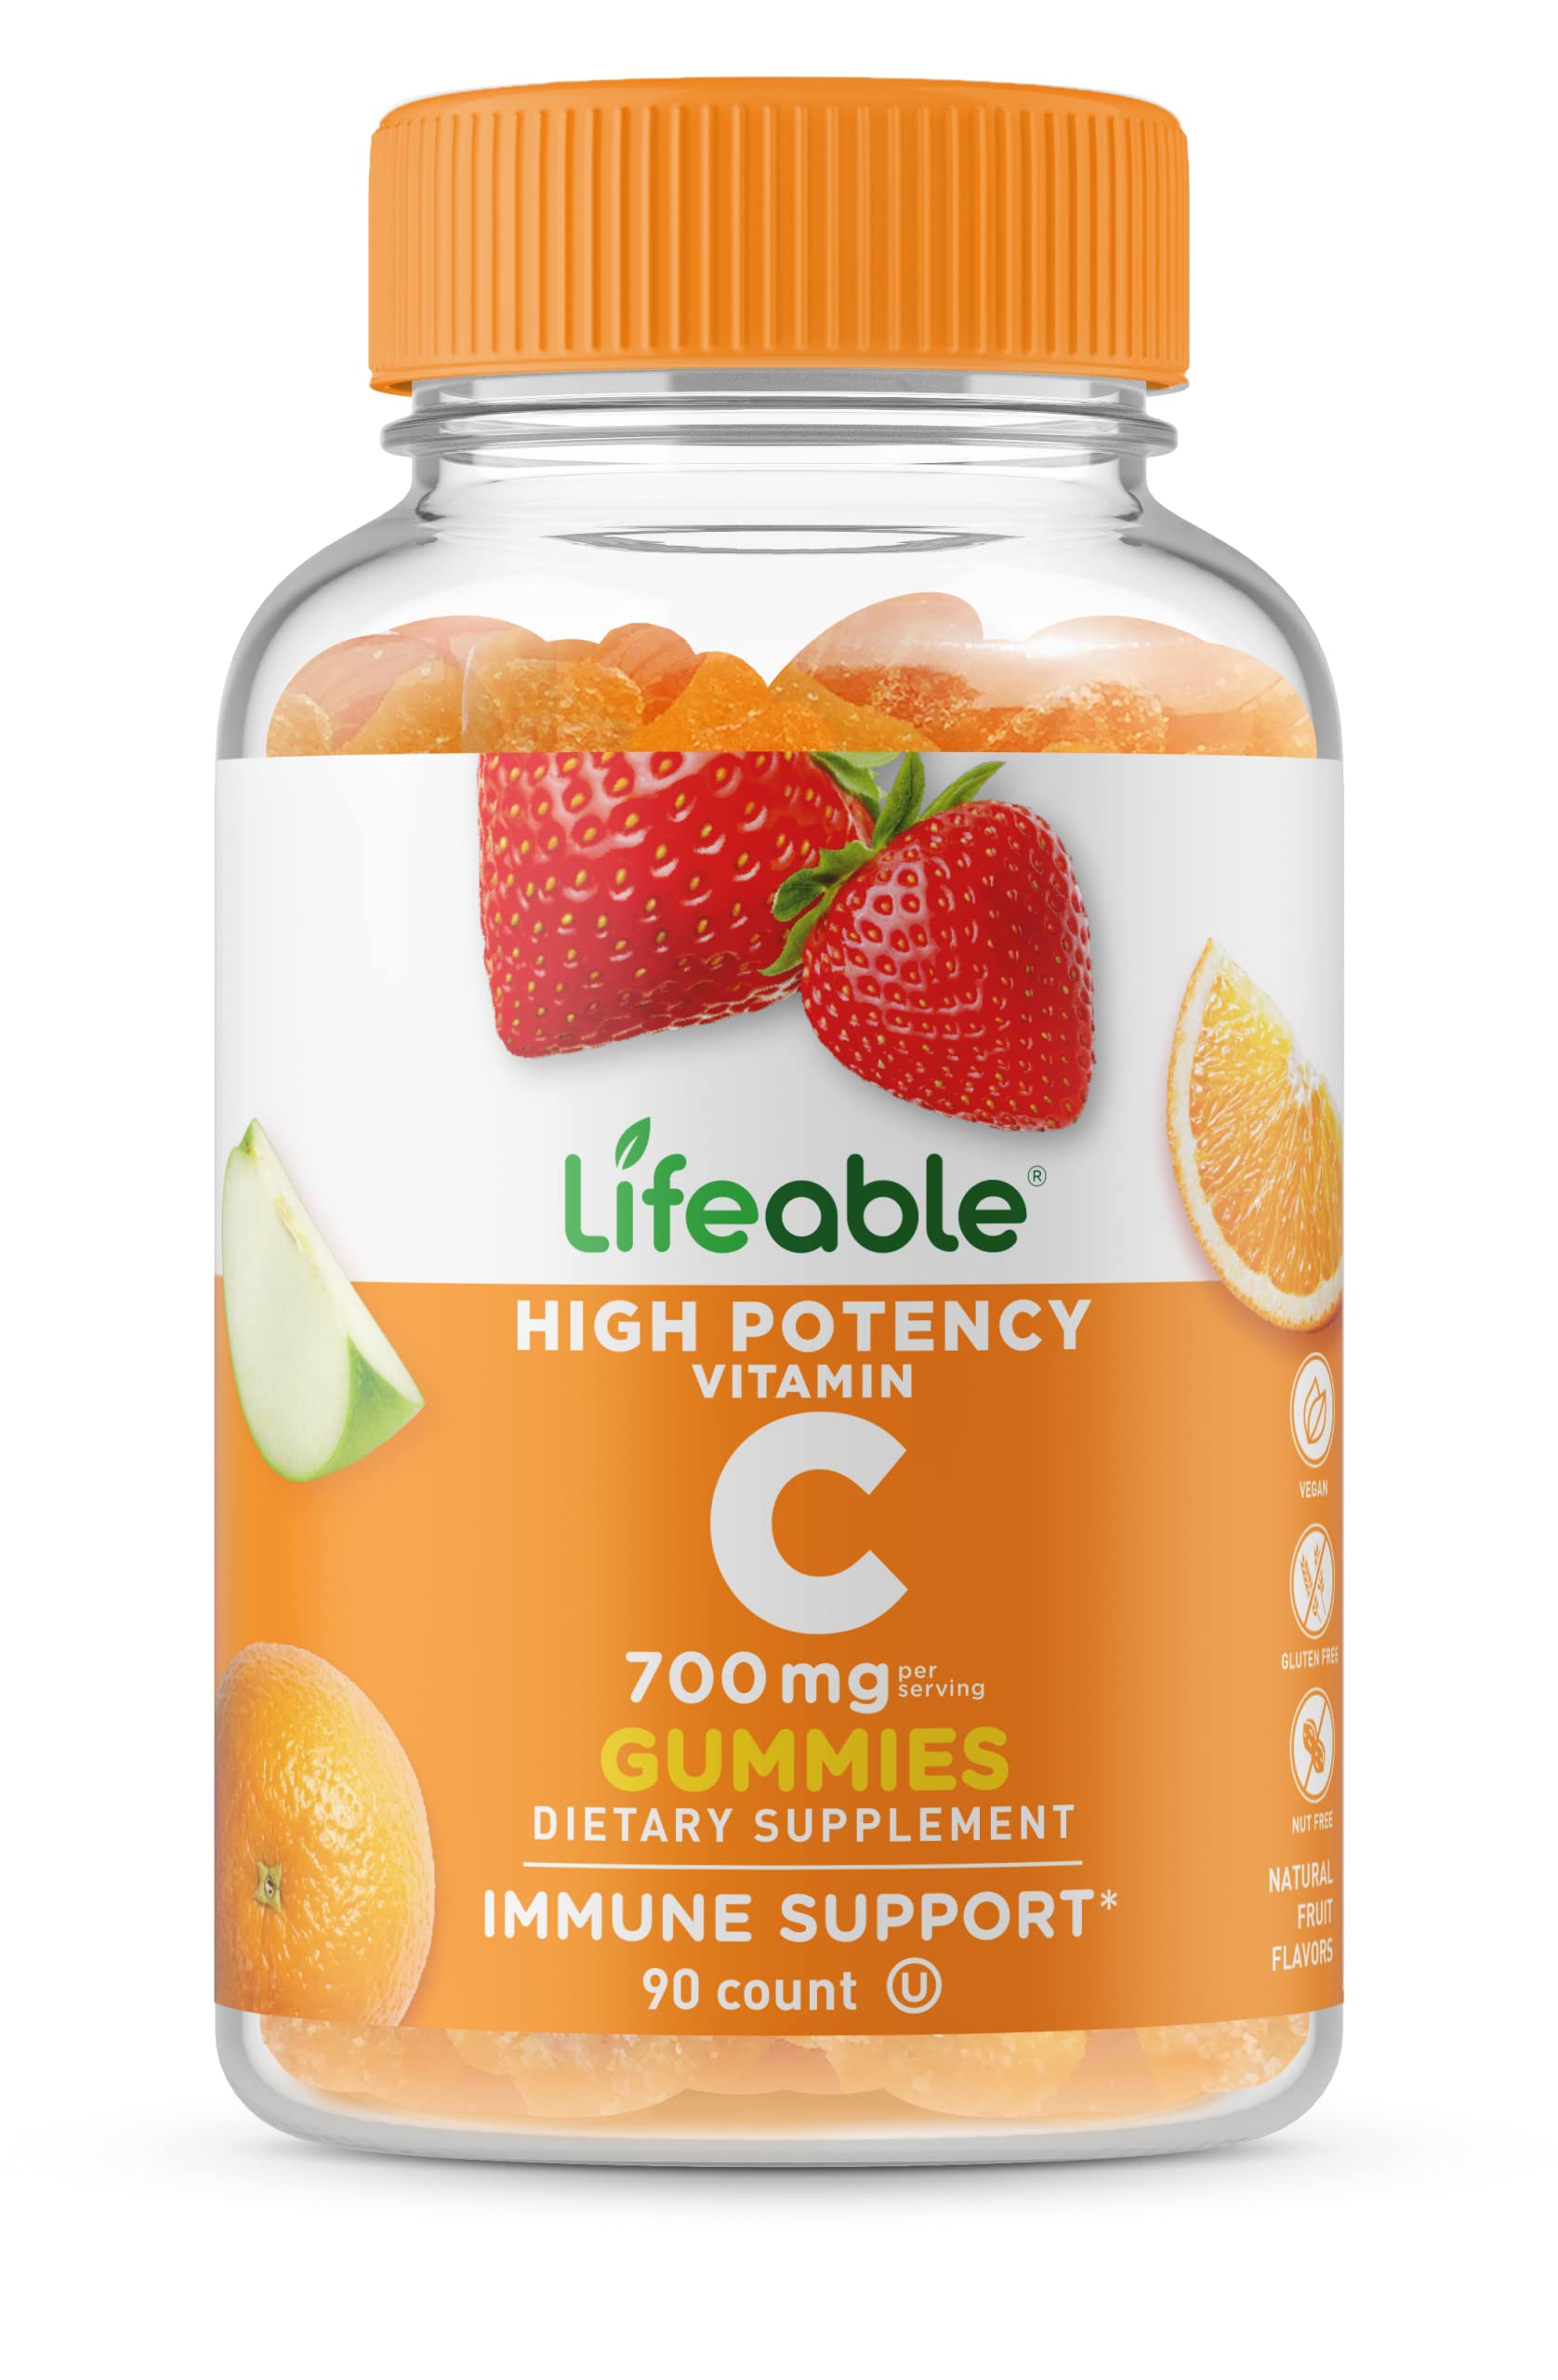 Lifeable®
HIGH POTENCY
VITAMIN
C
700 mg per serving
GUMMIES
DIETARY SUPPLEMENT
IMMUNE SUPPORT*
90 count Ⓤ
VEGAN
GLUTEN FREE
NUT FREE
NATURAL
FRUIT
FLAVORS